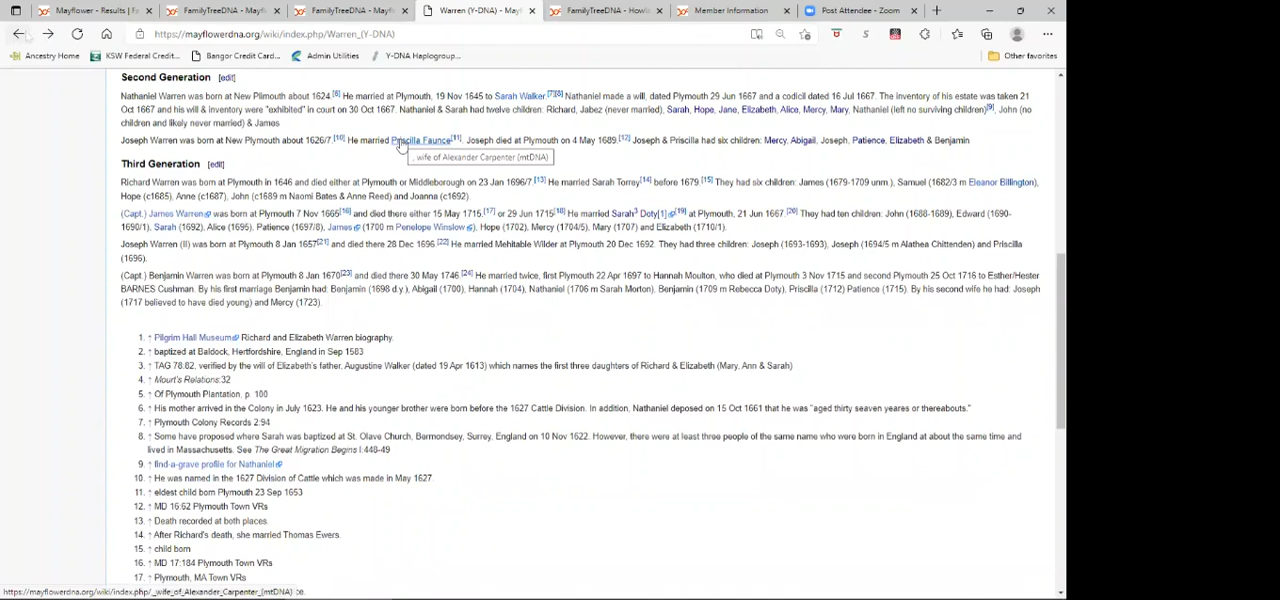 Mayflower - Results | F
FamilyTreeDNA - Mayfl
FamilyTreeDNA - Mayfl
Warren (Y-DNA) - Mayf
FamilyTreeDNA - Howla
Member Information
Post Attendee - Zoom
https://mayflowerdna.org/wiki/index.php/Warren_(Y-DNA)
Ancestry Home
KSW Federal Credit...
Bangor Credit Card...
Admin Utilities
Y-DNA Haplogroup...
Other favorites
Second Generation [edit]
Nathaniel Warren was born at New Plimouth about 1624.[6] He married at Plymouth, 19 Nov 1645 to Sarah Walker.[7][8] Nathaniel made a will, dated Plymouth 29 Jun 1667 and a codicil dated 16 Jul 1667. The inventory of his estate was taken 21
Oct 1667 and his will & inventory were "exhibited" in court on 30 Oct 1667. Nathaniel & Sarah had twelve children: Richard, Jabez (never married), Sarah, Hope, Jane, Elizabeth, Alice, Mercy, Mary, Nathaniel (left no surviving children)[9], John (no
children and likely never married) & James
Joseph Warren was born at New Plymouth about 1626/7.[10] He married Priscilla Faunce[11]. Joseph died at Plymouth on 4 May 1689.[12] Joseph & Priscilla had six children: Mercy, Abigail, Joseph, Patience, Elizabeth & Benjamin
, wife of Alexander Carpenter (mtDNA)
Third Generation [edit]
Richard Warren was born at Plymouth in 1646 and died either at Plymouth or Middleborough on 23 Jan 1696/7.[13] He married Sarah Torrey[14] before 1679.[15] They had six children: James (1679-1709 unm.), Samuel (1682/3 m Eleanor Billington),
Hope (c1685), Anne (c1687), John (c1689 m Naomi Bates & Anne Reed) and Joanna (c1692).
(Capt.) James Warren was born at Plymouth 7 Nov 1665[16] and died there either 15 May 1715.[17] or 29 Jun 1715[18] He married Sarah3 Doty[1] [19] at Plymouth, 21 Jun 1667.[20] They had ten children: John (1688-1689), Edward (1690-
1690/1), Sarah (1692), Alice (1695), Patience (1697/8), James (1700 m Penelope Winslow), Hope (1702), Mercy (1704/5), Mary (1707) and Elizabeth (1710/1).
Joseph Warren (II) was born at Plymouth 8 Jan 1657[21] and died there 28 Dec 1696.[22] He married Mehitable Wilder at Plymouth 20 Dec 1692. They had three children: Joseph (1693-1693), Joseph (1694/5 m Alathea Chittenden) and Priscilla
(1696).
(Capt.) Benjamin Warren was born at Plymouth 8 Jan 1670[23] and died there 30 May 1746.[24] He married twice, first Plymouth 22 Apr 1697 to Hannah Moulton, who died at Plymouth 3 Nov 1715 and second Plymouth 25 Oct 1716 to Esther/Hester
BARNES Cushman. By his first marriage Benjamin had: Benjamin (1698 d.y.), Abigail (1700), Hannah (1704), Nathaniel (1706 m Sarah Morton), Benjamin (1709 m Rebecca Doty), Priscilla (1712) Patience (1715). By his second wife he had: Joseph
(1717 believed to have died young) and Mercy (1723).
1. ↑ Pilgrim Hall Museum Richard and Elizabeth Warren biography.
2. ↑ baptized at Baldock, Hertfordshire, England in Sep 1583
3. ↑ TAG 78.82, verified by the will of Elizabeth's father, Augustine Walker (dated 19 Apr 1613) which names the first three daughters of Richard & Elizabeth (Mary, Ann & Sarah)
4. ↑ Mourt's Relations:32
5. ↑ Of Plymouth Plantation, p. 100
6. ↑ His mother arrived in the Colony in July 1623. He and his younger brother were born before the 1627 Cattle Division. In addition, Nathaniel deposed on 15 Oct 1661 that he was "aged thirty seaven yeares or thereabouts."
7. ↑ Plymouth Colony Records 2:94
8. ↑ Some have proposed where Sarah was baptized at St. Olave Church, Bermondsey, Surrey, England on 10 Nov 1622. However, there were at least three people of the same name who were born in England at about the same time and
lived in Massachusetts. See The Great Migration Begins I:448-49
9. ↑ find-a-grave profile for Nathaniel
10. ↑ He was named in the 1627 Division of Cattle which was made in May 1627.
11. ↑ eldest child born Plymouth 23 Sep 1653
12. ↑ MD 16:62 Plymouth Town VRs
13. ↑ Death recorded at both places.
14. ↑ After Richard's death, she married Thomas Ewers.
15. ↑ child born
16. ↑ MD 17:184 Plymouth Town VRs
17. ↑ Plymouth, MA Town VRs
https://mayflowerdna.org/wiki/index.php/_wife_of_Alexander_Carpenter_(mtDNA) ce.